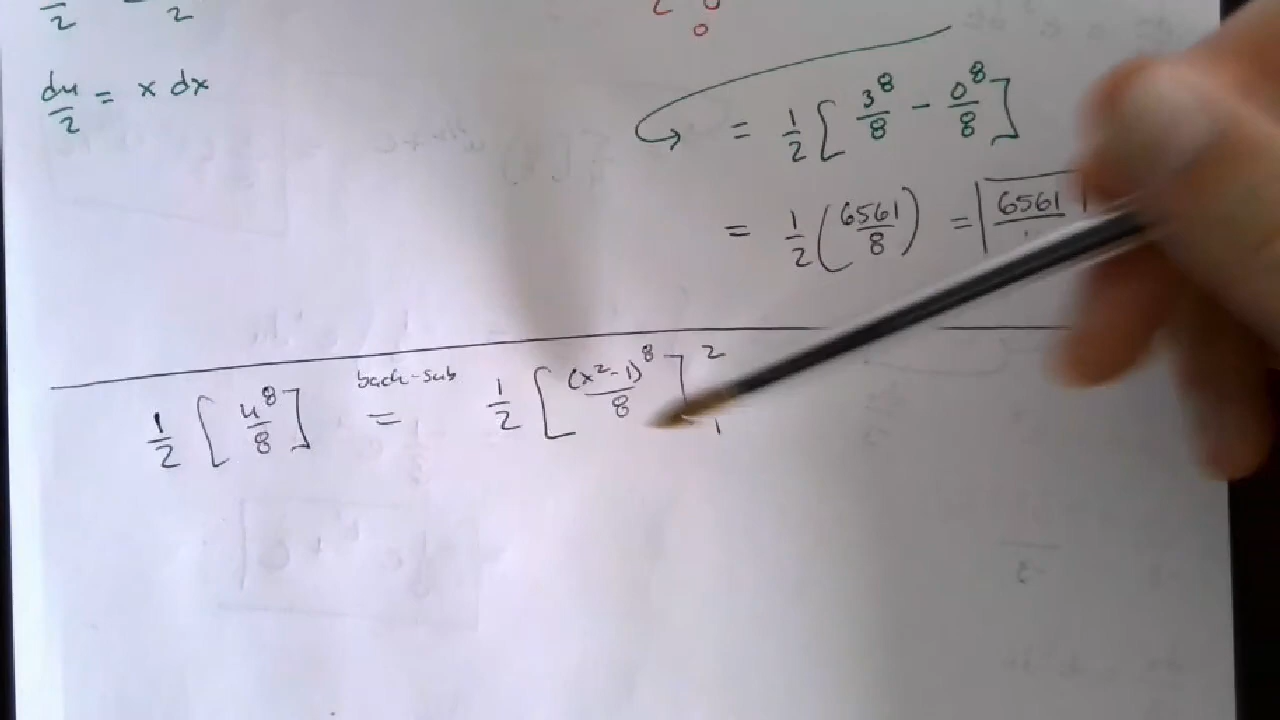 du/2 = x dx
= 1/2 [ 3^8/8 - 0^8/8 ]
= 1/2 ( 6561/8 ) = 6561
back-sub
1/2 [ u^8/8 ] = 1/2 [ (x^2-1)^8/8 ]_1^2